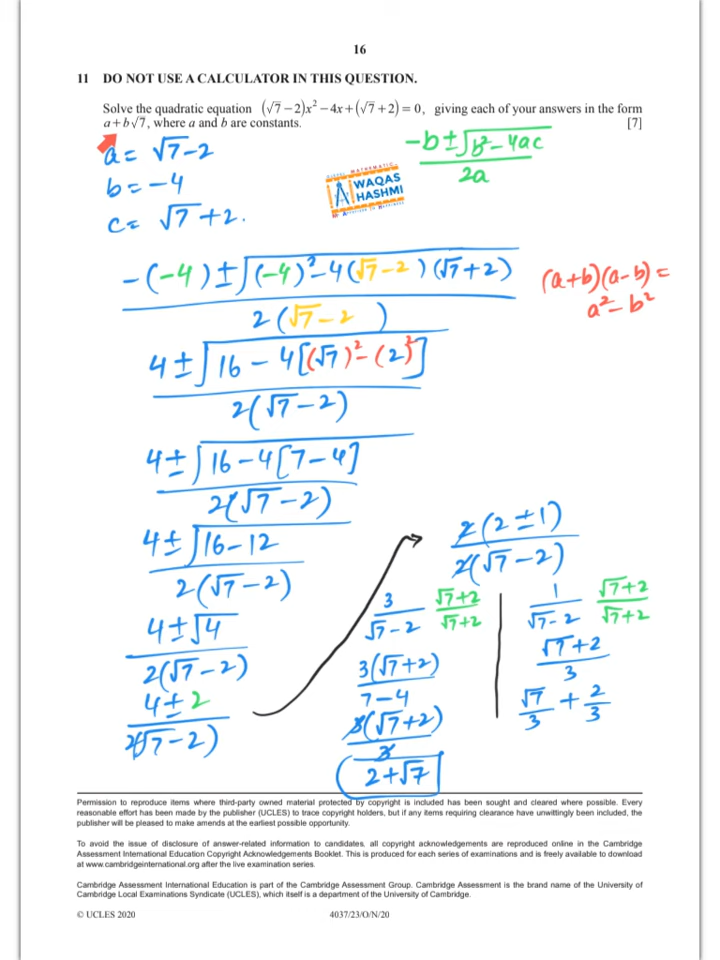 16
11 DO NOT USE A CALCULATOR IN THIS QUESTION.
Solve the quadratic equation (√7−2)x²−4x+(√7+2)=0, giving each of your answers in the form
a+b√7, where a and b are constants. [7]
a = √7−2
b = −4
c = √7+2.
−b±√b²−4ac
2a
MATHEMATIC
WAQAS
HASHMI
−(−4)±√(−4)²−4(√7−2)(√7+2)
2(√7−2)
(a+b)(a−b)=
a²−b²
4±√16−4[(√7)²−(2)²]
2(√7−2)
4±√16−4[7−4]
2(√7−2)
4±√16−12
2(√7−2)
4±√4
2(√7−2)
4±2
2(√7−2)
2(2±1)
2(√7−2)
3 √7+2
√7−2 √7+2
3(√7+2)
7−4
3(√7+2)
3
2+√7
1 √7+2
√7−2 √7+2
√7+2
3
√7/3 + 2/3
Permission to reproduce items where third-party owned material protected by copyright is included has been sought and cleared where possible. Every
reasonable effort has been made by the publisher (UCLES) to trace copyright holders, but if any items requiring clearance have unwittingly been included, the
publisher will be pleased to make amends at the earliest possible opportunity.
To avoid the issue of disclosure of answer-related information to candidates, all copyright acknowledgements are reproduced online in the Cambridge
Assessment International Education Copyright Acknowledgements Booklet. This is produced for each series of examinations and is freely available to download
at www.cambridgeinternational.org after the live examination series.
Cambridge Assessment International Education is part of the Cambridge Assessment Group. Cambridge Assessment is the brand name of the University of
Cambridge Local Examinations Syndicate (UCLES), which itself is a department of the University of Cambridge.
© UCLES 2020 4037/23/O/N/20